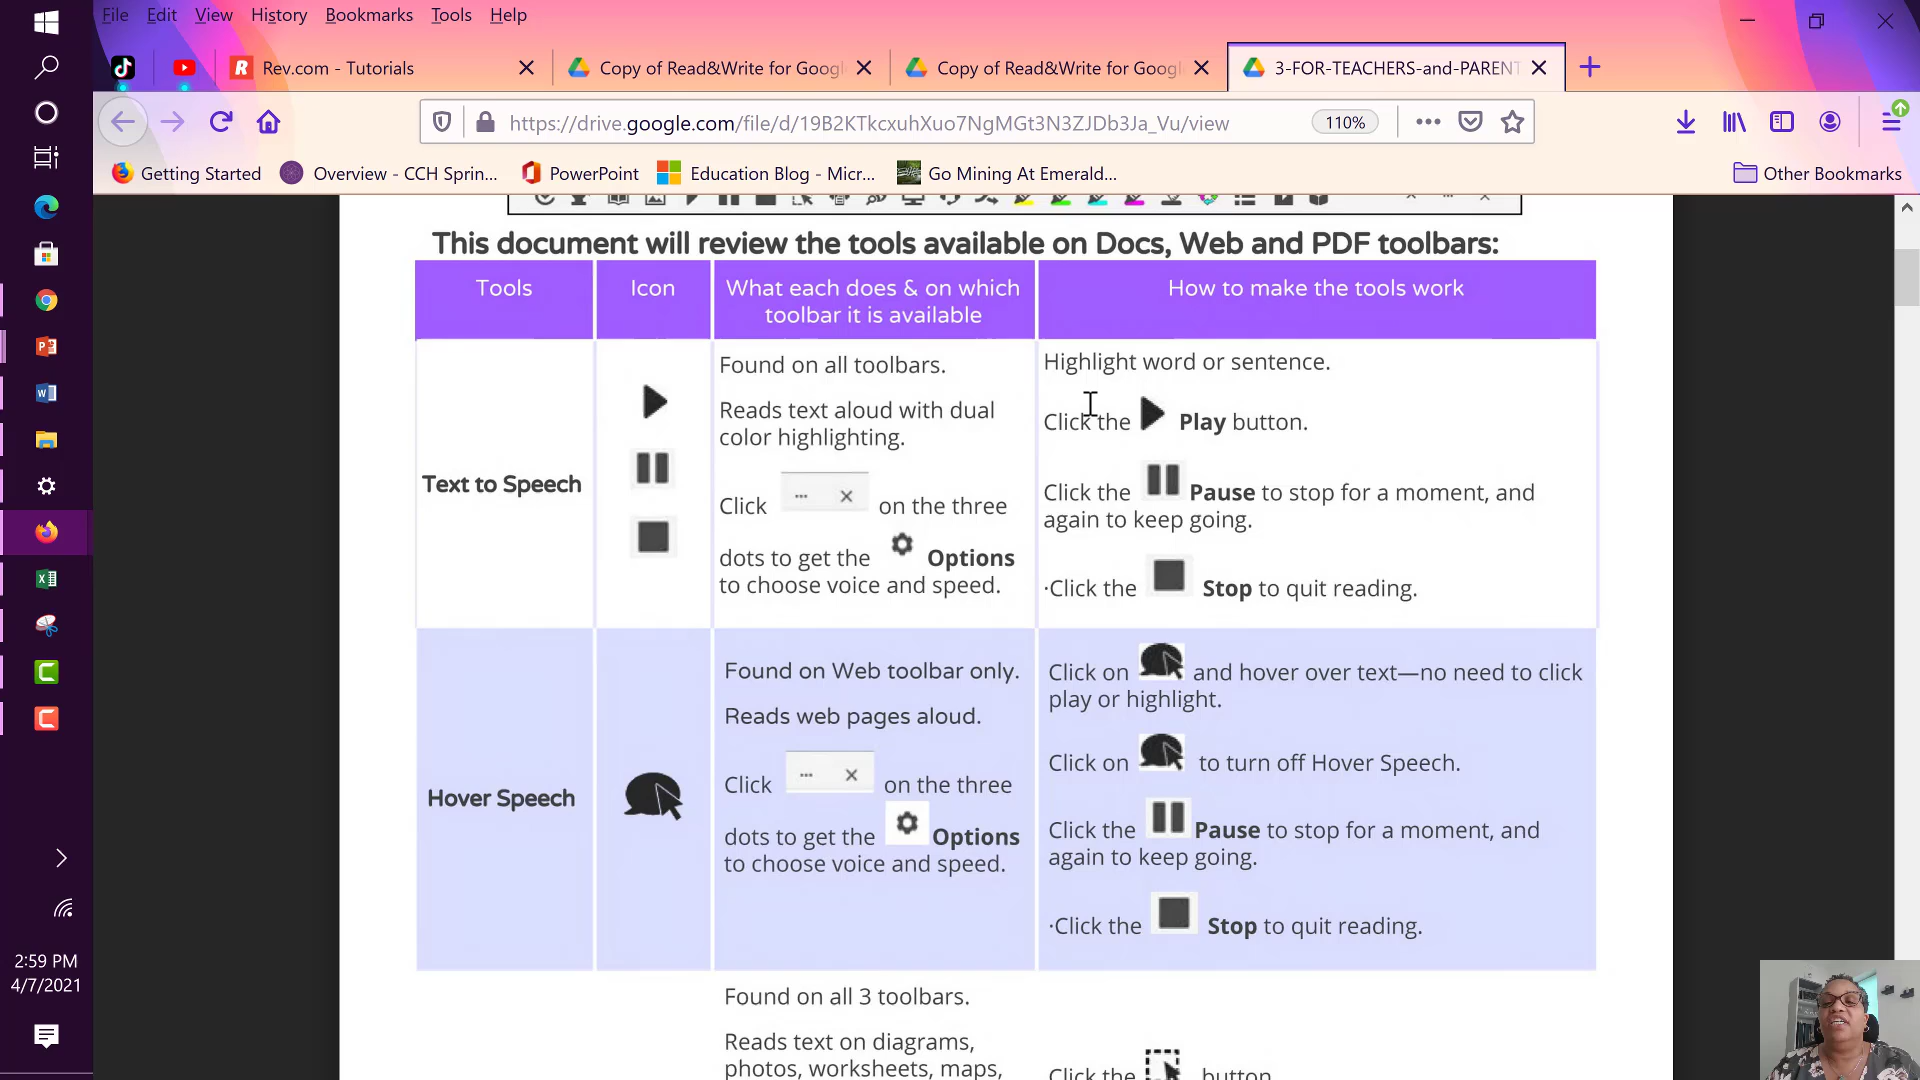 File Edit View History Bookmarks Tools Help
Rev.com - Tutorials
Copy of Read&Write for Googl
Copy of Read&Write for Googl
3-FOR-TEACHERS-and-PARENT
https://drive.google.com/file/d/19B2KTkcxuhXuo7NgMGt3N3ZJDb3Ja_Vu/view
110%
Getting Started
Overview - CCH Sprin...
PowerPoint
Education Blog - Micr...
Go Mining At Emerald...
Other Bookmarks
This document will review the tools available on Docs, Web and PDF toolbars:
Tools
Icon
What each does & on which
toolbar it is available
How to make the tools work
Text to Speech
Found on all toolbars.
Reads text aloud with dual
color highlighting.
Click ... on the three
dots to get the Options
to choose voice and speed.
Highlight word or sentence.
Click the Play button.
Click the Pause to stop for a moment, and
again to keep going.
·Click the Stop to quit reading.
Hover Speech
Found on Web toolbar only.
Reads web pages aloud.
Click ... on the three
dots to get the Options
to choose voice and speed.
Click on and hover over text—no need to click
play or highlight.
Click on to turn off Hover Speech.
Click the Pause to stop for a moment, and
again to keep going.
·Click the Stop to quit reading.
Found on all 3 toolbars.
Reads text on diagrams,
photos, worksheets, maps,
Click the button
2:59 PM
4/7/2021